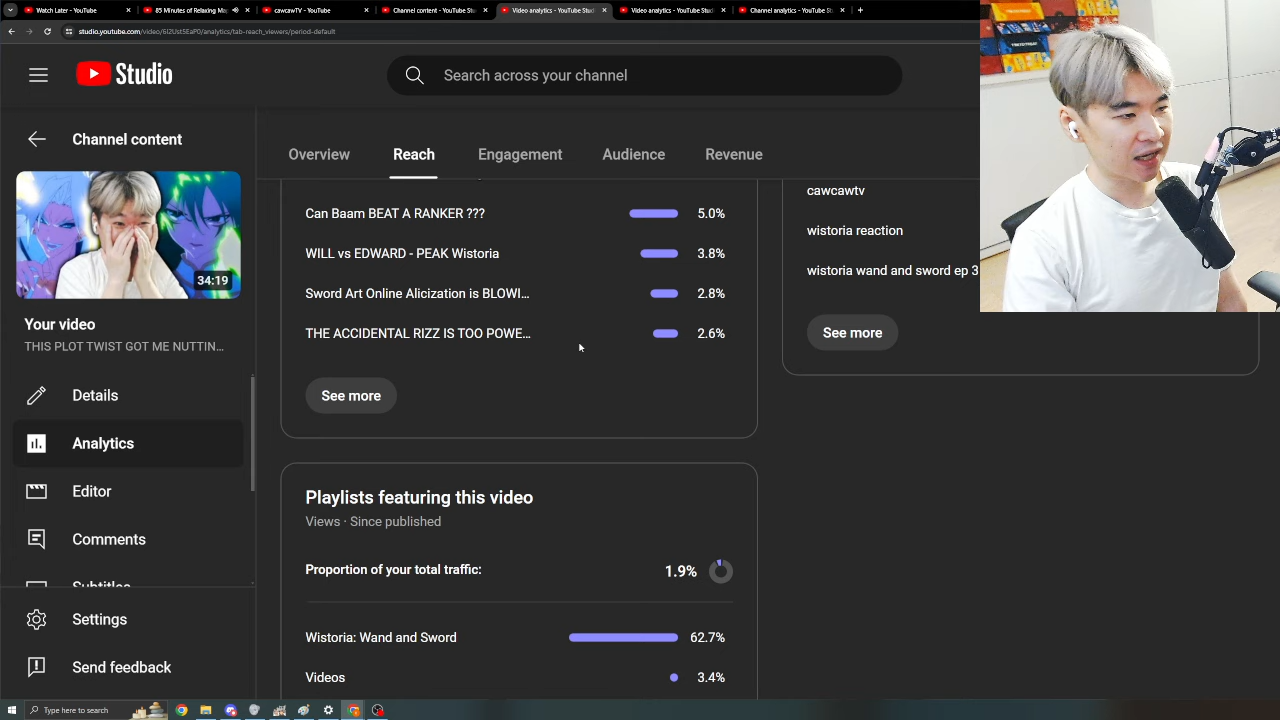 Watch Later - YouTube
85 Minutes of Relaxing Ma
cawcawTV - YouTube
Channel content - YouTube Stu
Video analytics - YouTube Studi
Video analytics - YouTube Studi
Channel analytics - YouTube St
Studio
Search across your channel
Channel content
34:19
Your video
THIS PLOT TWIST GOT ME NUTTIN...
Details
Analytics
Editor
Comments
Subtitles
Settings
Send feedback
Overview
Reach
Engagement
Audience
Revenue
Can Baam BEAT A RANKER ???
5.0%
WILL vs EDWARD - PEAK Wistoria
3.8%
Sword Art Online Alicization is BLOWI...
2.8%
THE ACCIDENTAL RIZZ IS TOO POWE...
2.6%
See more
cawcawtv
wistoria reaction
wistoria wand and sword ep 3
See more
Playlists featuring this video
Views · Since published
Proportion of your total traffic:
1.9%
Wistoria: Wand and Sword
62.7%
Videos
3.4%
Type here to search